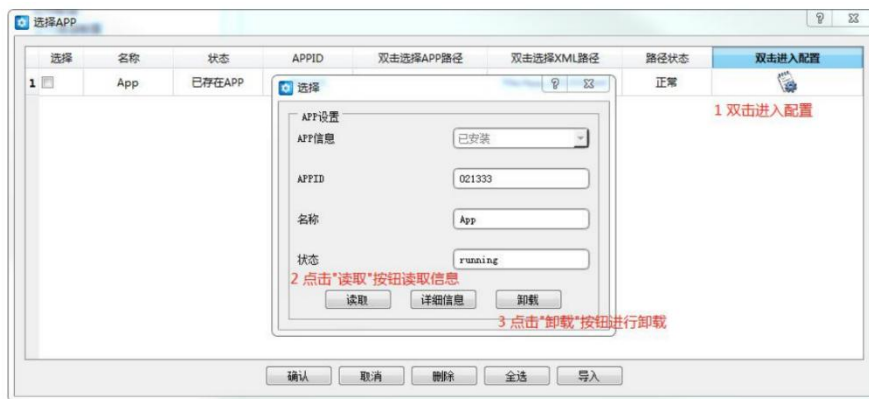 选择APP
选择 名称 状态 APPID 双击选择APP路径 双击选择XML路径 路径状态 双击进入配置
1 App 已存在APP 正常
选择
1 双击进入配置
APP设置
APP信息 已安装
APPID 021333
名称 App
状态 running
2 点击"读取"按钮读取信息
读取 详细信息 卸载
3 点击"卸载"按钮进行卸载
确认 取消 删除 全选 导入